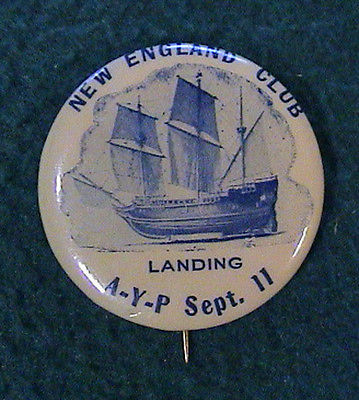 NEW ENGLAND CLUB
LANDING
A-Y-P Sept. 11